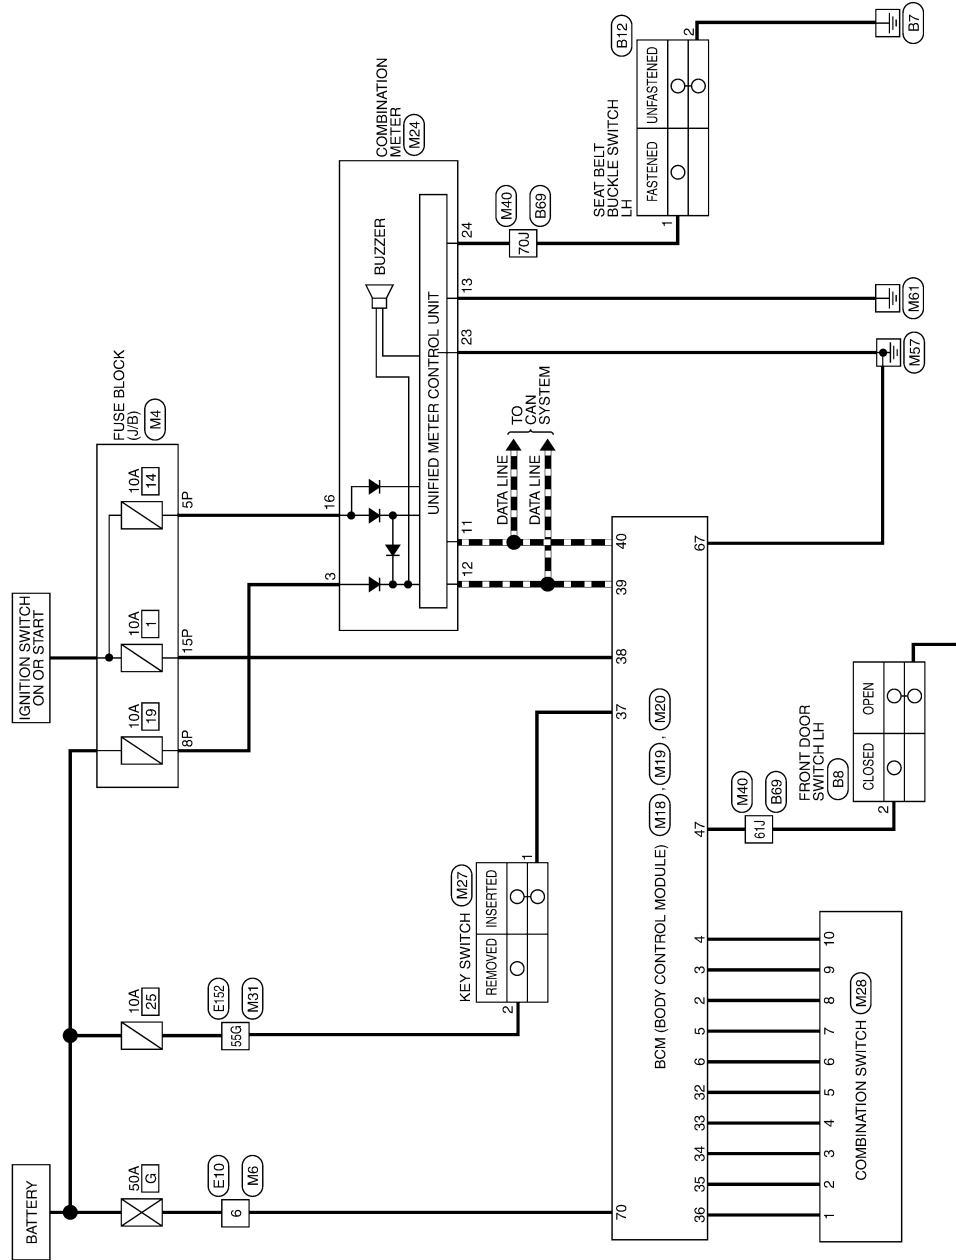 BATTERY
IGNITION SWITCH
ON OR START
50A
G
10A
25
10A
19
10A
1
10A
14
FUSE BLOCK
(J/B)
M4
8P
15P
5P
6
E10
M6
55G
E152
M31
KEY SWITCH
M27
REMOVED
INSERTED
2
1
3
16
COMBINATION
METER
M24
BUZZER
UNIFIED METER CONTROL UNIT
12
11
23
13
24
DATA LINE
DATA LINE
TO
CAN
SYSTEM
70J
M40
B69
SEAT BELT
BUCKLE SWITCH
LH
B12
FASTENED
UNFASTENED
1
2
70
37
38
39
40
BCM (BODY CONTROL MODULE)
M18
,
M19
,
M20
36
35
34
33
32
6
5
2
3
4
47
67
1
2
3
4
5
6
7
8
9
10
COMBINATION SWITCH
M28
61J
M40
B69
FRONT DOOR
SWITCH LH
B8
CLOSED
OPEN
2
M57
M61
B7